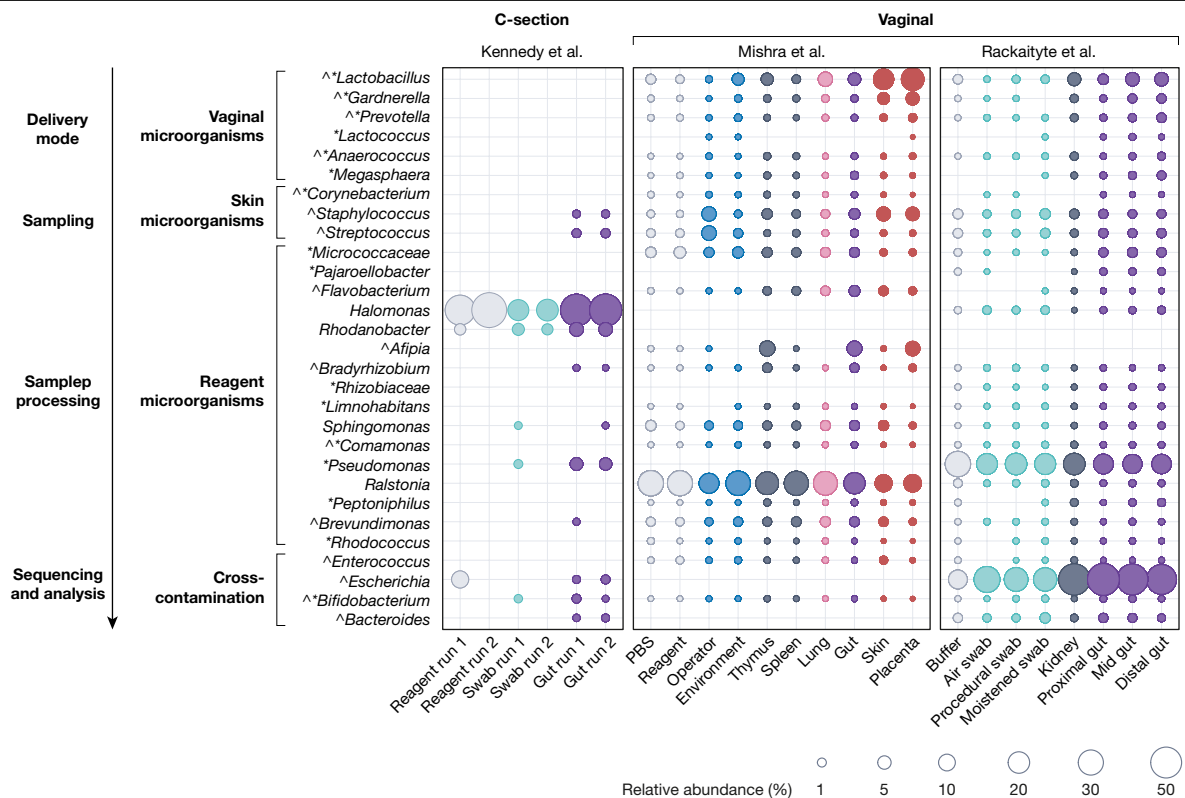 C-section
Vaginal
Kennedy et al.
Mishra et al.
Rackaityte et al.
Delivery
mode
Sampling
Samplep
processing
Sequencing
and analysis
Vaginal
microorganisms
Skin
microorganisms
Reagent
microorganisms
Cross-
contamination
^*Lactobacillus
^*Gardnerella
^*Prevotella
*Lactococcus
^*Anaerococcus
*Megasphaera
^*Corynebacterium
^Staphylococcus
^Streptococcus
*Micrococcaceae
*Pajaroellobacter
^Flavobacterium
Halomonas
Rhodanobacter
^Afipia
^Bradyrhizobium
*Rhizobiaceae
*Limnohabitans
Sphingomonas
^*Comamonas
*Pseudomonas
Ralstonia
*Peptoniphilus
^Brevundimonas
*Rhodococcus
^Enterococcus
^Escherichia
^*Bifidobacterium
^Bacteroides
Reagent run 1
Reagent run 2
Swab run 1
Swab run 2
Gut run 1
Gut run 2
PBS
Reagent
Operator
Environment
Thymus
Spleen
Lung
Gut
Skin
Placenta
Buffer
Air swab
Procedural swab
Moistened swab
Kidney
Proximal gut
Mid gut
Distal gut
Relative abundance (%) 1 5 10 20 30 50